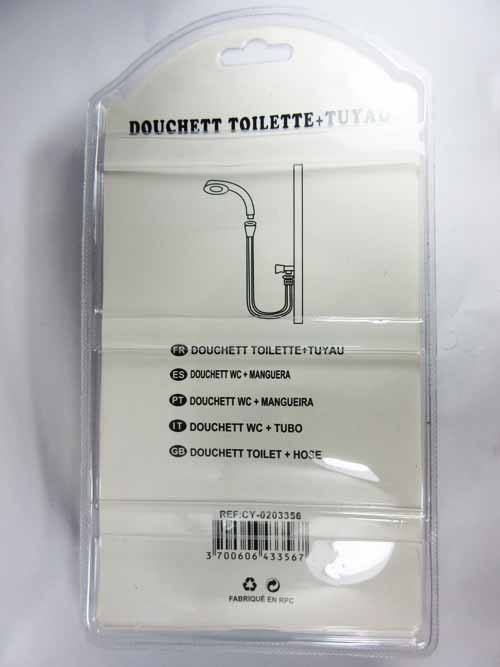 DOUCHETT TOILETTE+TUYAU
FR DOUCHETT TOILETTE+TUYAU
ES DOUCHETT WC + MANGUERA
PT DOUCHETT WC + MANGUEIRA
IT DOUCHETT WC + TUBO
GB DOUCHETT TOILET + HOSE
REF:CY-0203356
3 700606 433567
FABRIQUÉ EN RPC